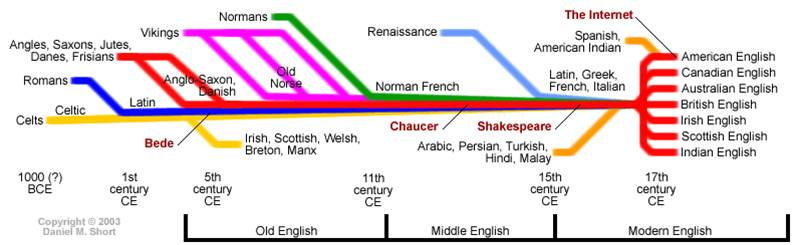 Normans
The Internet
Vikings
Renaissance
Spanish,
American Indian
Angles, Saxons, Jutes,
Danes, Frisians
American English
Romans
Anglo-Saxon,
Danish
Old
Norse
Norman French
Latin, Greek,
French, Italian
Canadian English
Australian English
Celts
Celtic
Latin
British English
Bede
Chaucer
Shakespeare
Irish English
Irish, Scottish, Welsh,
Breton, Manx
Arabic, Persian, Turkish,
Hindi, Malay
Scottish English
Indian English
1000 (?)
BCE
1st
century
CE
5th
century
CE
11th
century
CE
15th
century
CE
17th
century
CE
Copyright © 2003
Daniel M. Short
Old English
Middle English
Modern English